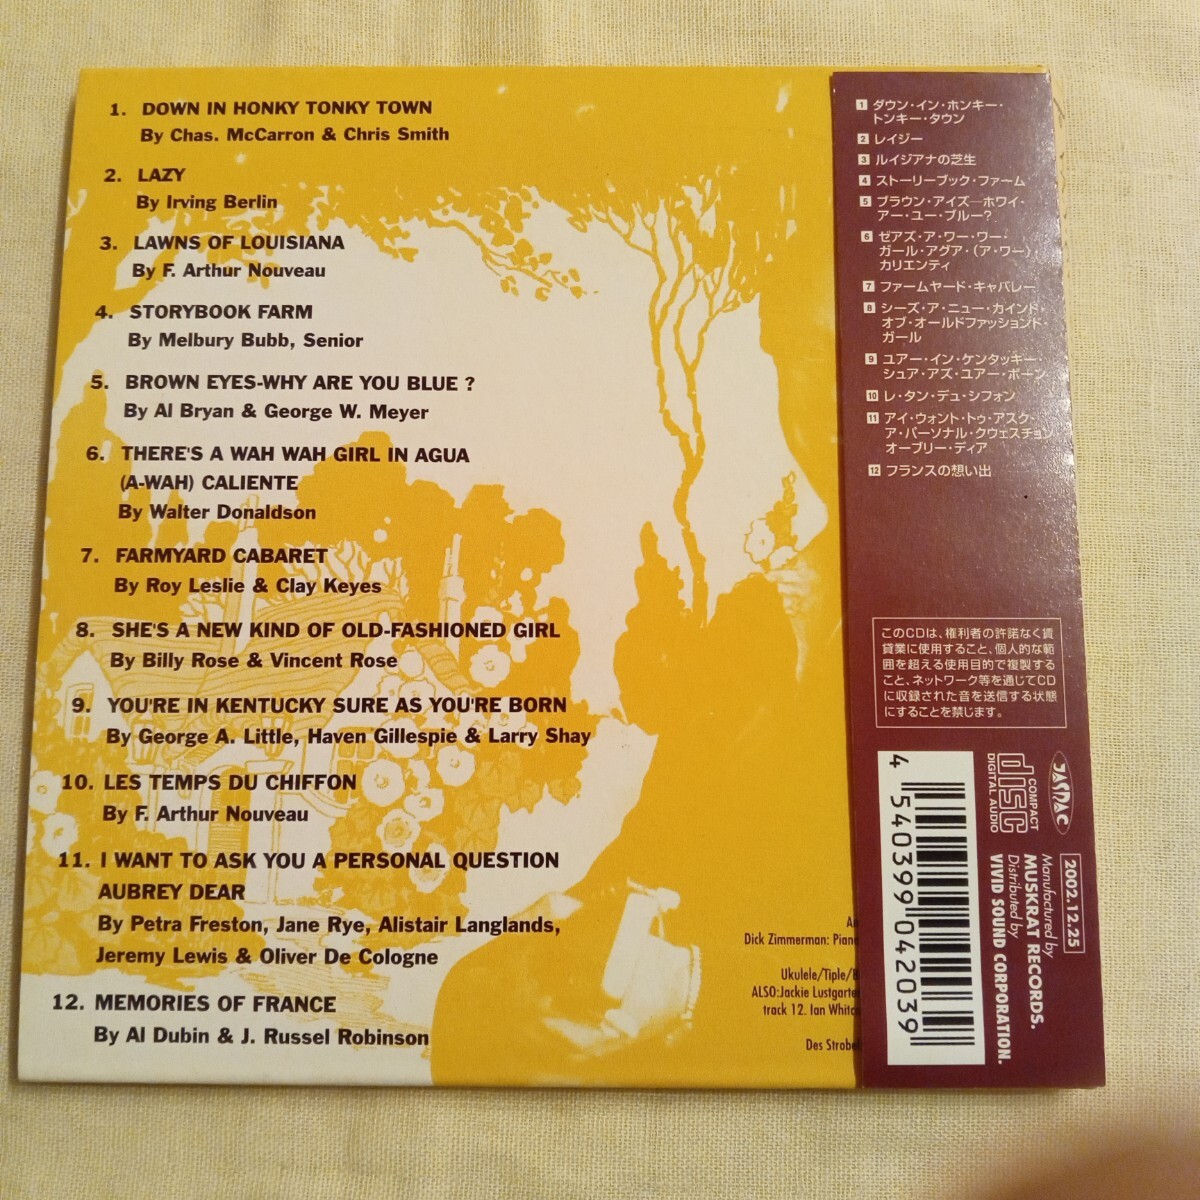 1. DOWN IN HONKY TONKY TOWN
By Chas. McCarron & Chris Smith
2. LAZY
By Irving Berlin
3. LAWNS OF LOUISIANA
By F. Arthur Nouveau
4. STORYBOOK FARM
By Melbury Bubb, Senior
5. BROWN EYES-WHY ARE YOU BLUE ?
By Al Bryan & George W. Meyer
6. THERE'S A WAH WAH GIRL IN AGUA
(A-WAH) CALIENTE
By Walter Donaldson
7. FARMYARD CABARET
By Roy Leslie & Clay Keyes
8. SHE'S A NEW KIND OF OLD-FASHIONED GIRL
By Billy Rose & Vincent Rose
9. YOU'RE IN KENTUCKY SURE AS YOU'RE BORN
By George A. Little, Haven Gillespie & Larry Shay
10. LES TEMPS DU CHIFFON
By F. Arthur Nouveau
11. I WANT TO ASK YOU A PERSONAL QUESTION
AUBREY DEAR
By Petra Freston, Jane Rye, Alistair Langlands,
Jeremy Lewis & Oliver De Cologne
12. MEMORIES OF FRANCE
By Al Dubin & J. Russel Robinson
Dick Zimmerman: Piano
Ukulele/Tiple/B
ALSO:Jackie Lustgarte
track 12. Ian Whitco
Des Strobel
1 ダウン・イン・ホンキー・
トンキー・タウン
2 レイジー
3 ルイジアナの芝生
4 ストーリーブック・ファーム
5 ブラウン・アイズ―ホワイ・
アー・ユー・ブルー?
6 ゼアズ・ア・ワー・ワー・
ガール・アグア・(ア・ワー)
カリエンティ
7 ファームヤード・キャバレー
8 シーズ・ア・ニュー・カインド・
オブ・オールドファッションド・
ガール
9 ユアー・イン・ケンタッキー・
シュア・アズ・ユアー・ボーン
10 レ・タン・デュ・シフォン
11 アイ・ウォント・トゥ・アスク・
ア・パーソナル・クウェスチョン
オーブリー・ディア
12 フランスの想い出
このCDは、権利者の許諾なく賃
貸業に使用すること、個人的な範
囲を超える使用目的で複製する
こと、ネットワーク等を通じてCD
に収録された音を送信する状態
にすることを禁じます。
JASRAC
COMPACT
disc
DIGITAL AUDIO
4 540399 042039
2002.12.25
Manufactured by
MUSKRAT RECORDS.
Distributed by
VIVID SOUND CORPORATION.